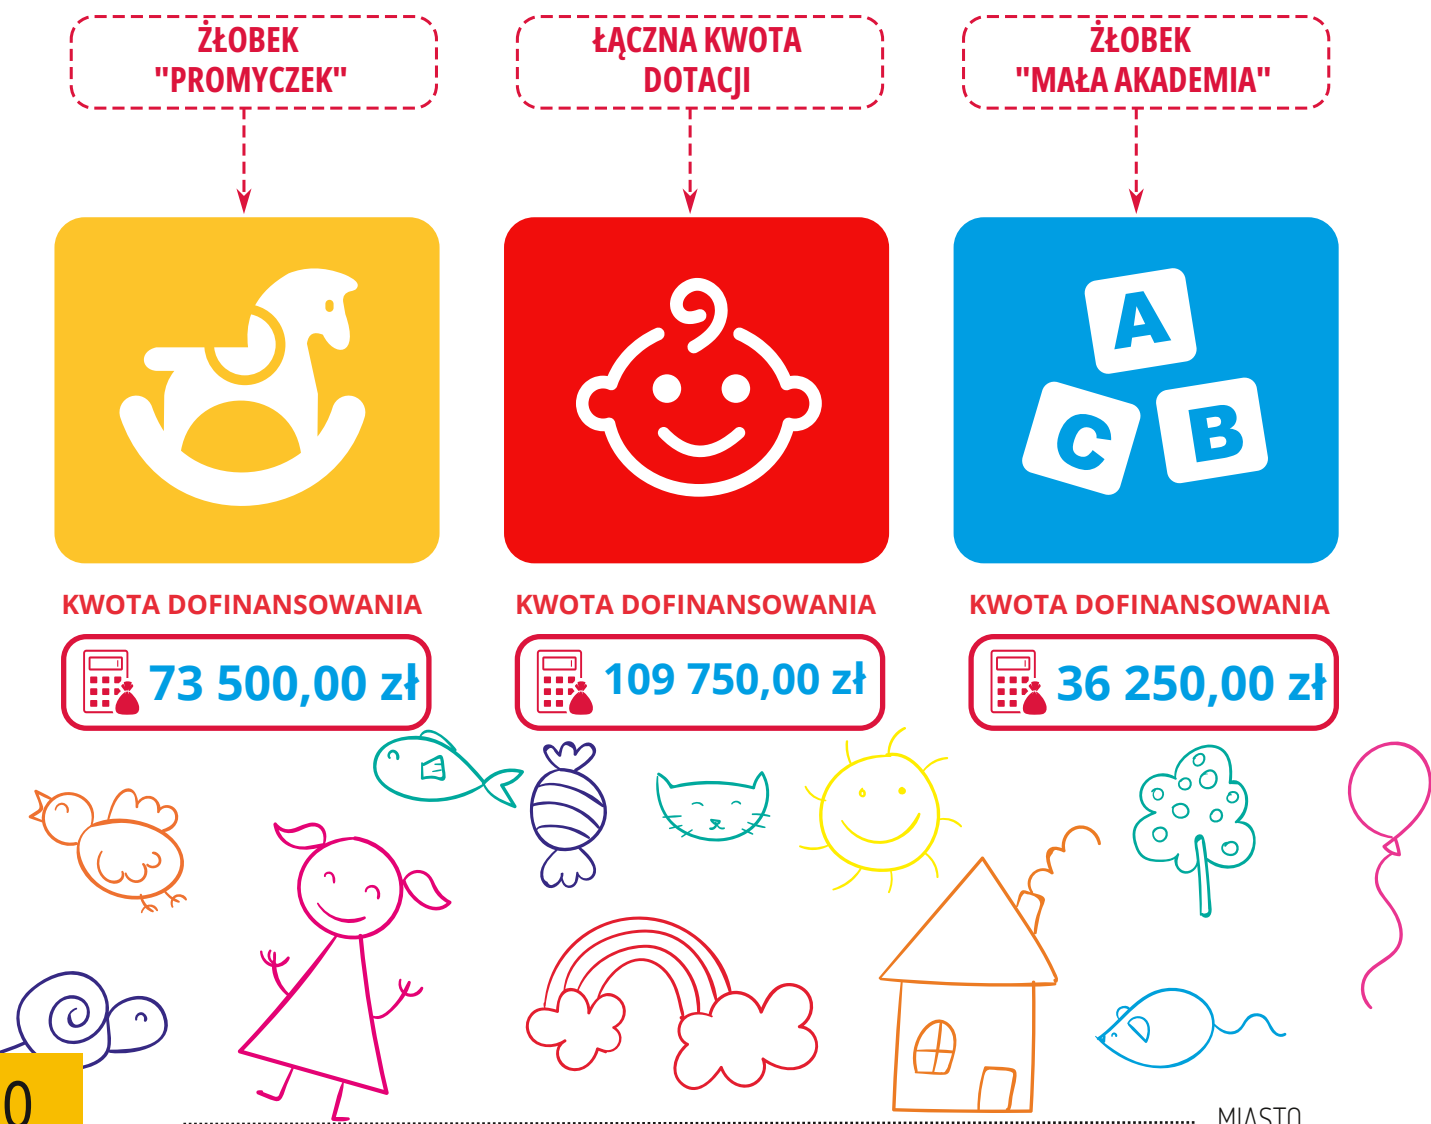 ŻŁOBEK
"PROMYCZEK"
ŁĄCZNA KWOTA
DOTACJI
ŻŁOBEK
"MAŁA AKADEMIA"
A
C
B
KWOTA DOFINANSOWANIA
73 500,00 zł
KWOTA DOFINANSOWANIA
109 750,00 zł
KWOTA DOFINANSOWANIA
36 250,00 zł
0
MIASTO